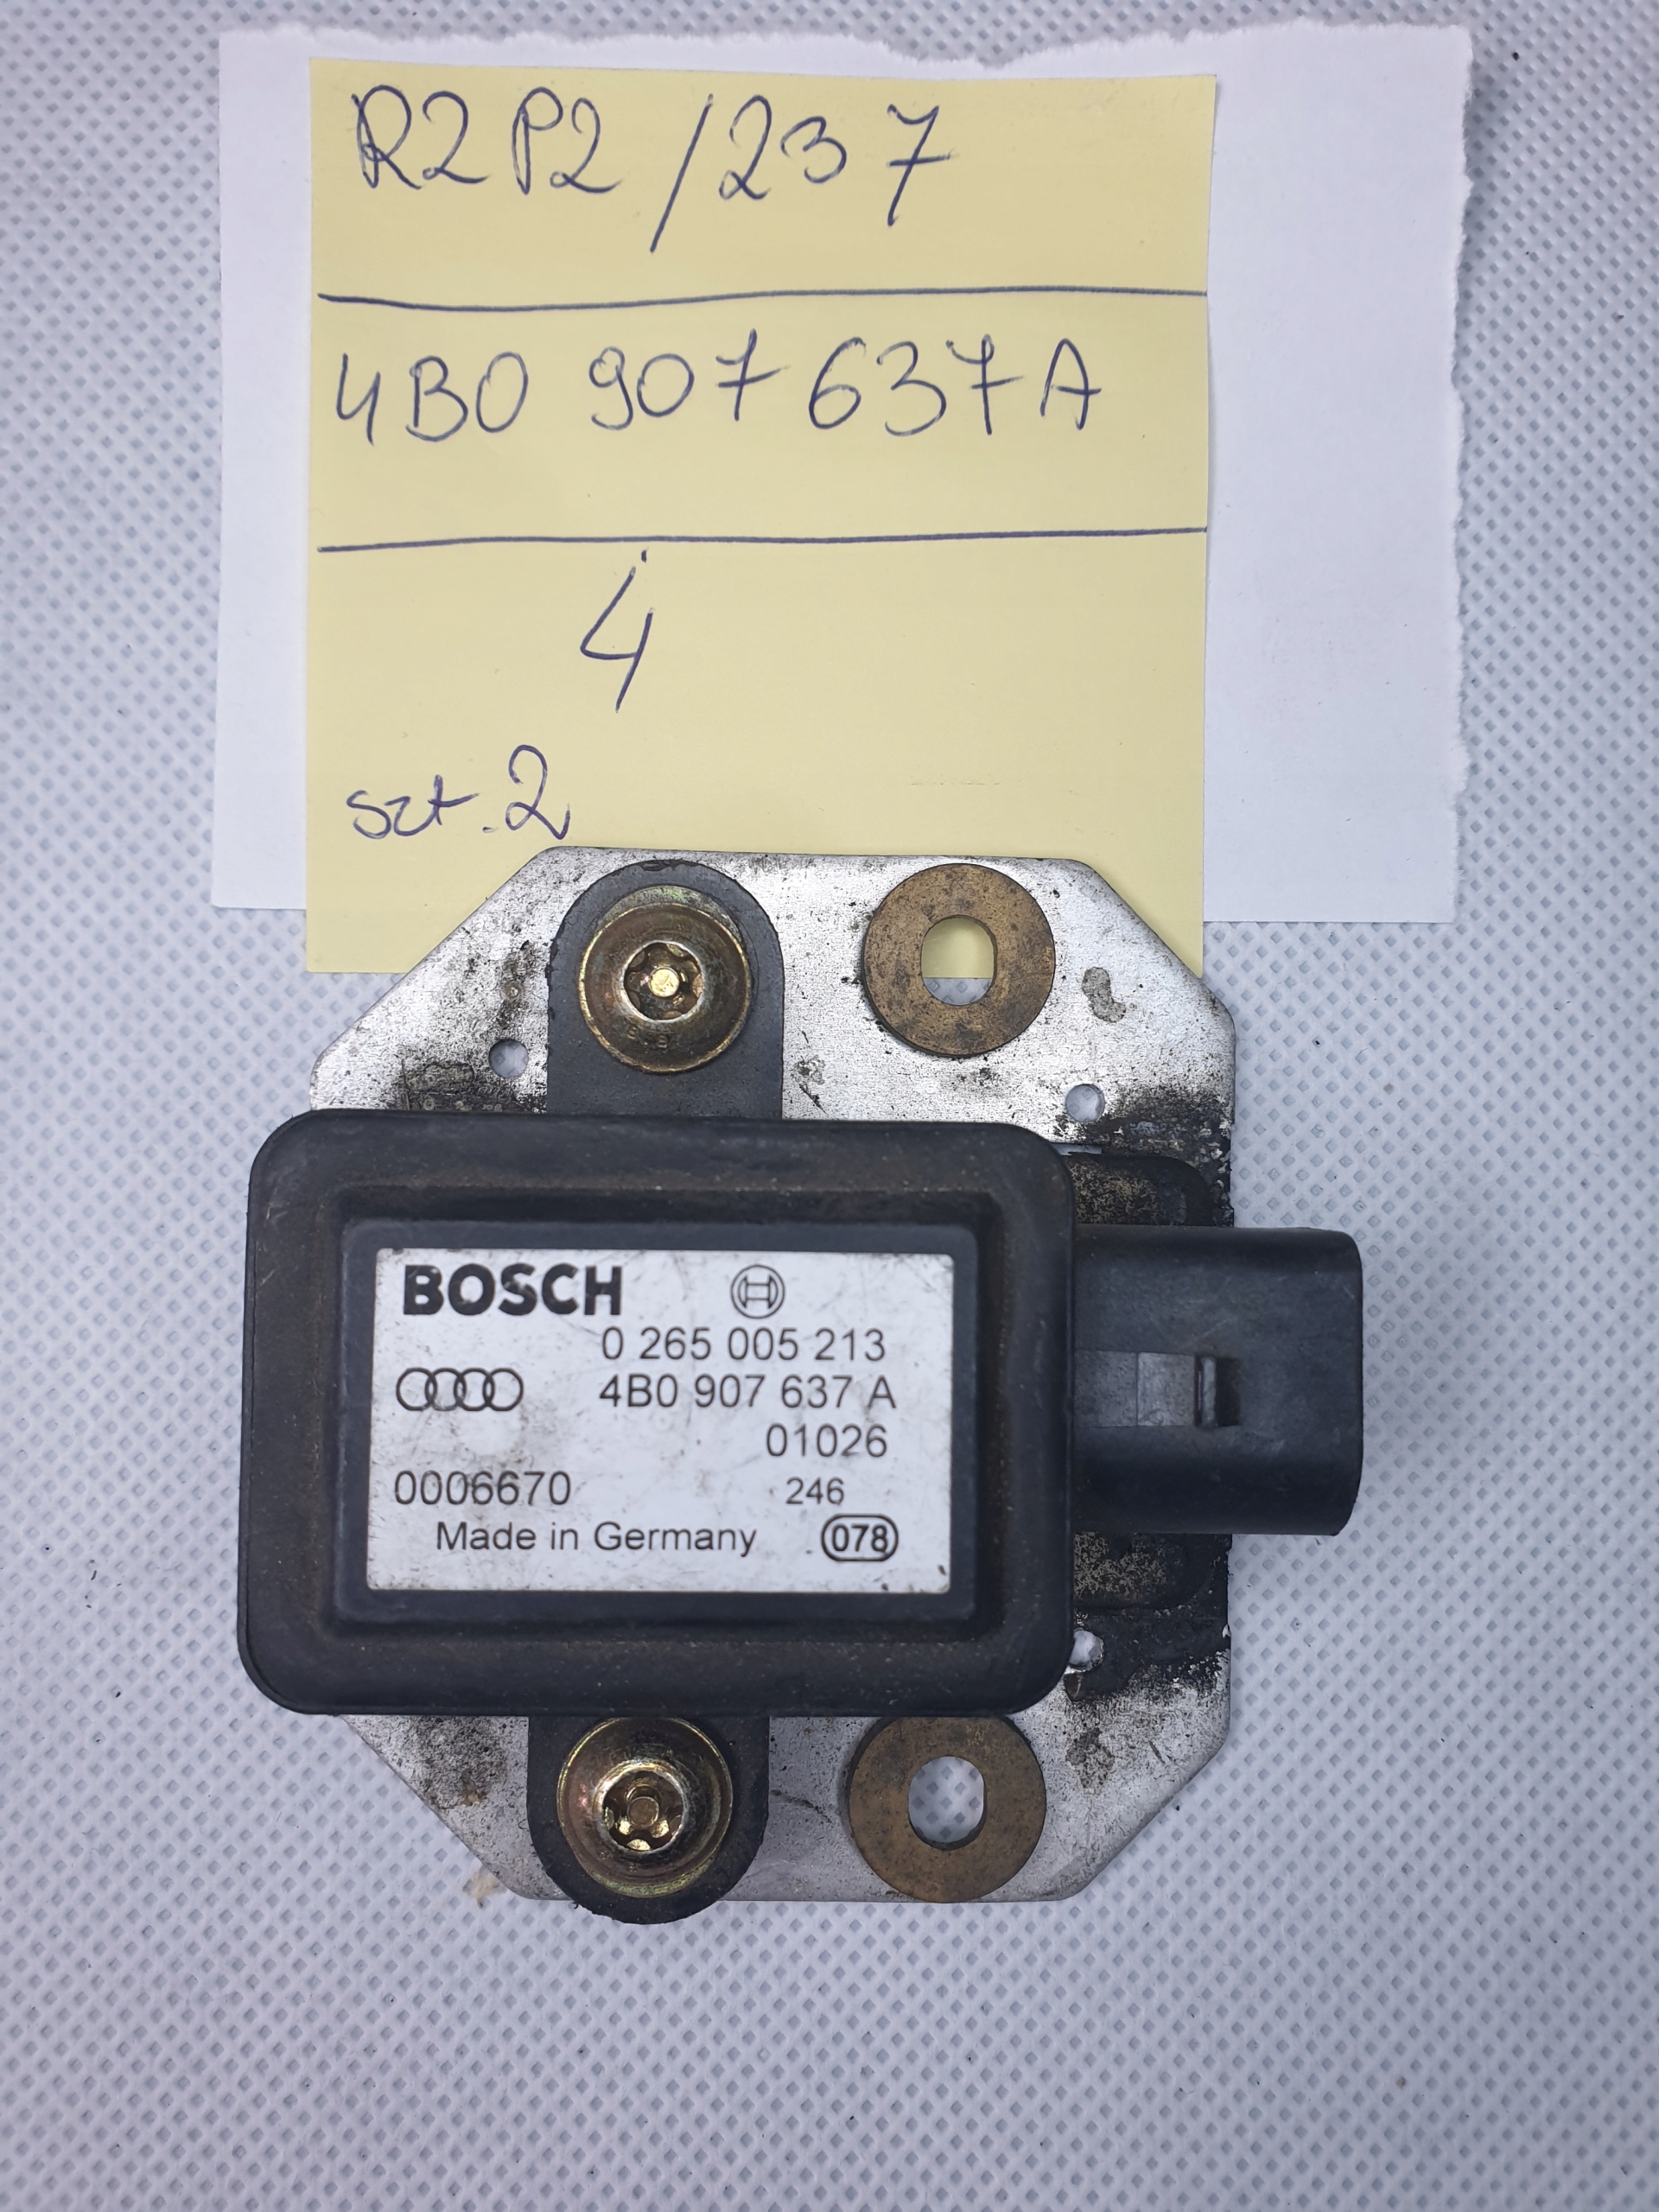 R2P2/237
4B0 907 637A
4
szt.2
BOSCH
0 265 005 213
4B0 907 637 A
01026
0006670 246
Made in Germany 078